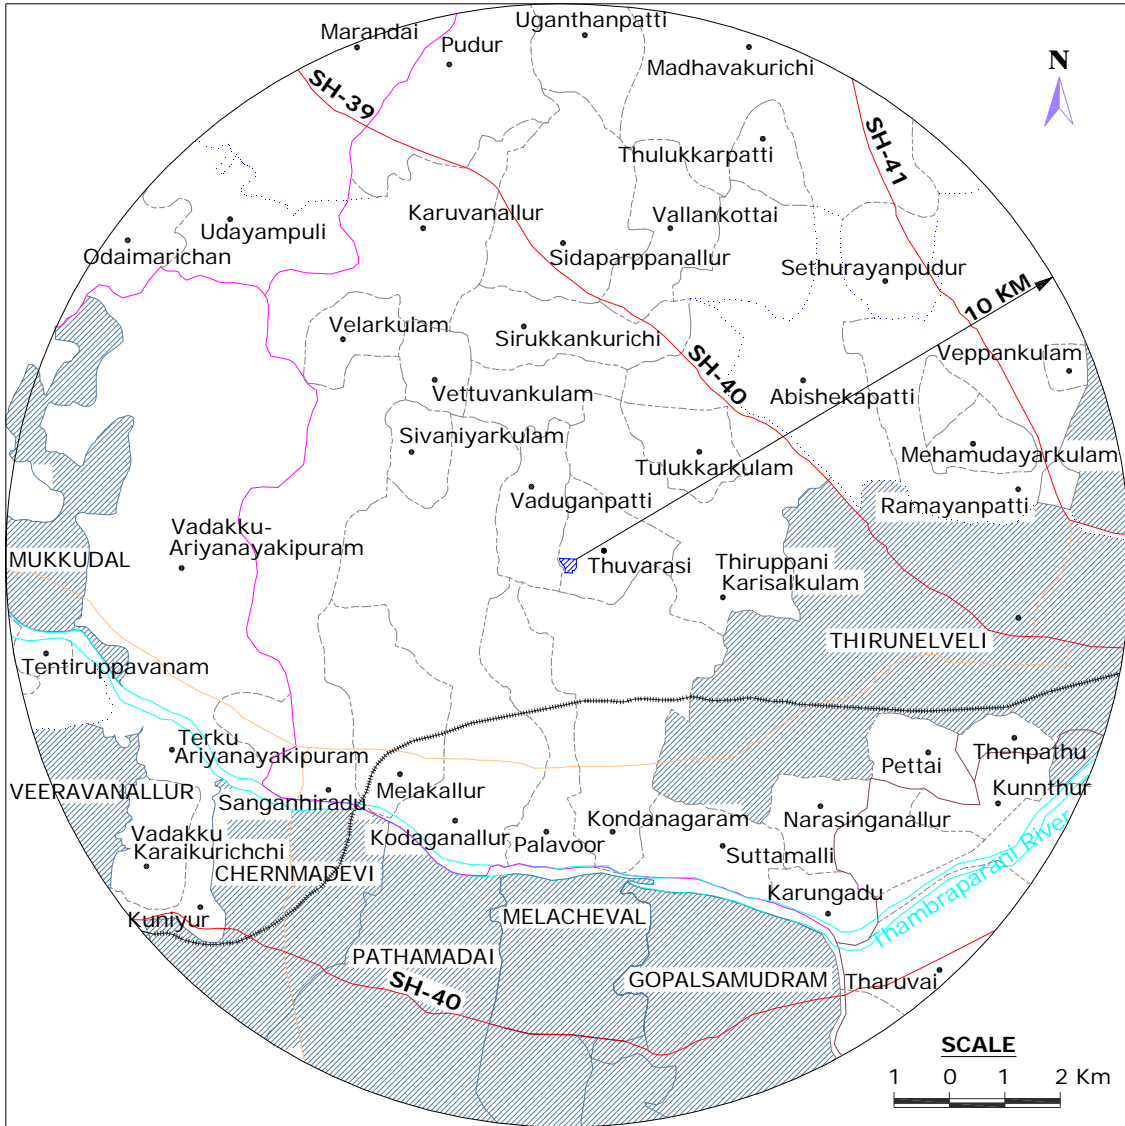 Uganthanpatti
Marandai
Pudur
Madhavakurichi
N
SH-39
SH-41
Thulukkarpatti
Karuvanallur
Vallankottai
Udayampuli
Odaimarichan
Sidaparppanallur
Sethurayanpudur
10 KM
Velarkulam
Sirukkankurichi
Veppankulam
SH-40
Vettuvankulam
Abishekapatti
Sivaniyarkulam
Tulukkarkulam
Mehamudayarkulam
Vaduganpatti
Ramayanpatti
Vadakku-
Ariyanayakipuram
MUKKUDAL
Thuvarasi
Thiruppani
Karisalkulam
THIRUNELVELI
Tentiruppavanam
Terku
Ariyanayakipuram
Thenpathu
Pettai
VEERAVANALLUR
Sanganhiradu
Melakallur
Kunnthur
Narasinganallur
Vadakku
Karaikurichchi
Kodaganallur
Palavoor
Kondanagaram
Suttamalli
CHERNMADEVI
Karungadu
Thambraparani River
Kuniyur
MELACHEVAL
PATHAMADAI
GOPALSAMUDRAM
Tharuvai
SH-40
SCALE
1 0 1 2 Km